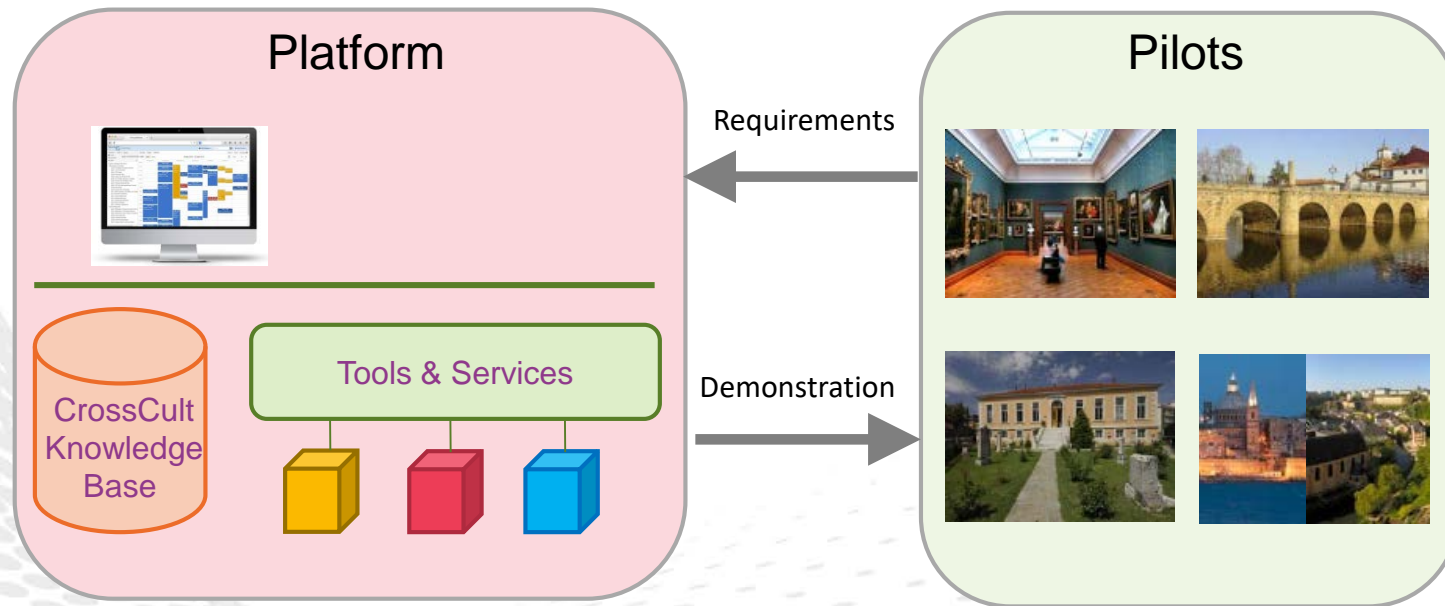 Platform
Pilots
Requirements
Tools & Services
Demonstration
CrossCult
Knowledge
Base